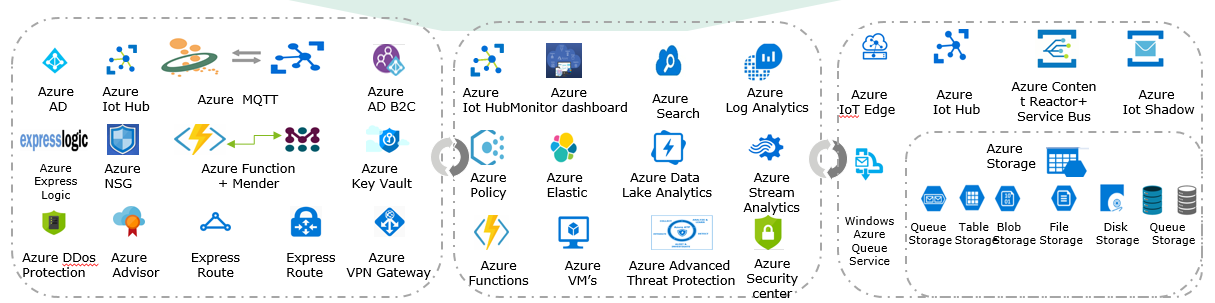 Azure
AD
Azure
Iot Hub
Azure  MQTT
Azure
AD B2C
expresslogic
Azure
Express
Logic
Azure
NSG
Azure Function
+ Mender
Azure
Key Vault
Azure DDos
Protection
Azure
Advisor
Express
Route
Express
Route
Azure
VPN Gateway
Azure
Iot Hub
Azure
Monitor dashboard
Azure
Search
Azure
Log Analytics
Azure
Policy
Azure
Elastic
Azure Data
Lake Analytics
Azure
Stream
Analytics
Azure
Functions
Azure
VM's
Azure Advanced
Threat Protection
Azure
Security
center
Azure
IoT Edge
Azure
IoT Hub
Azure Conten
t Reactor+
Service Bus
Azure
Iot Shadow
Windows
Azure
Queue
Service
Azure
Storage
Queue
Storage
Table
Storage
Blob
Storage
File
Storage
Disk
Storage
Queue
Storage